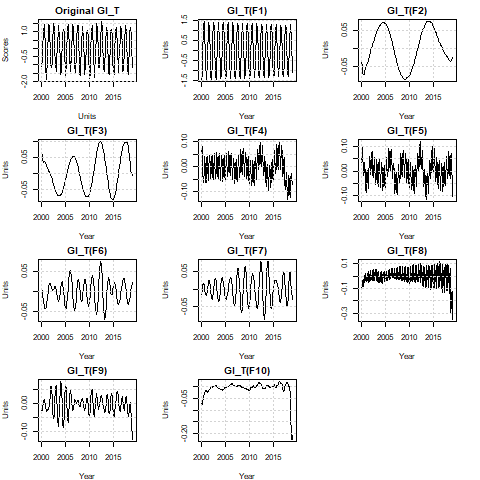 Original GI_T
Scores
-2.0
-0.5
1.0
2000 2005 2010 2015
Units
GI_T(F1)
Units
-1.5
-0.5
0.5
1.5
2000 2005 2010 2015
Year
GI_T(F2)
Units
-0.05
0.05
2000 2005 2010 2015
Year
GI_T(F3)
Units
-0.05
0.05
2000 2005 2010 2015
Year
GI_T(F4)
Units
-0.10
0.00
0.10
2000 2005 2010 2015
Year
GI_T(F5)
Units
-0.10
0.00
0.10
2000 2005 2010 2015
Year
GI_T(F6)
Units
-0.05
0.05
2000 2005 2010 2015
Year
GI_T(F7)
Units
-0.05
0.05
2000 2005 2010 2015
Year
GI_T(F8)
Units
-0.3
-0.1
0.1
2000 2005 2010 2015
Year
GI_T(F9)
Units
-0.10
0.00
2000 2005 2010 2015
Year
GI_T(F10)
Units
-0.20
-0.05
2000 2005 2010 2015
Year